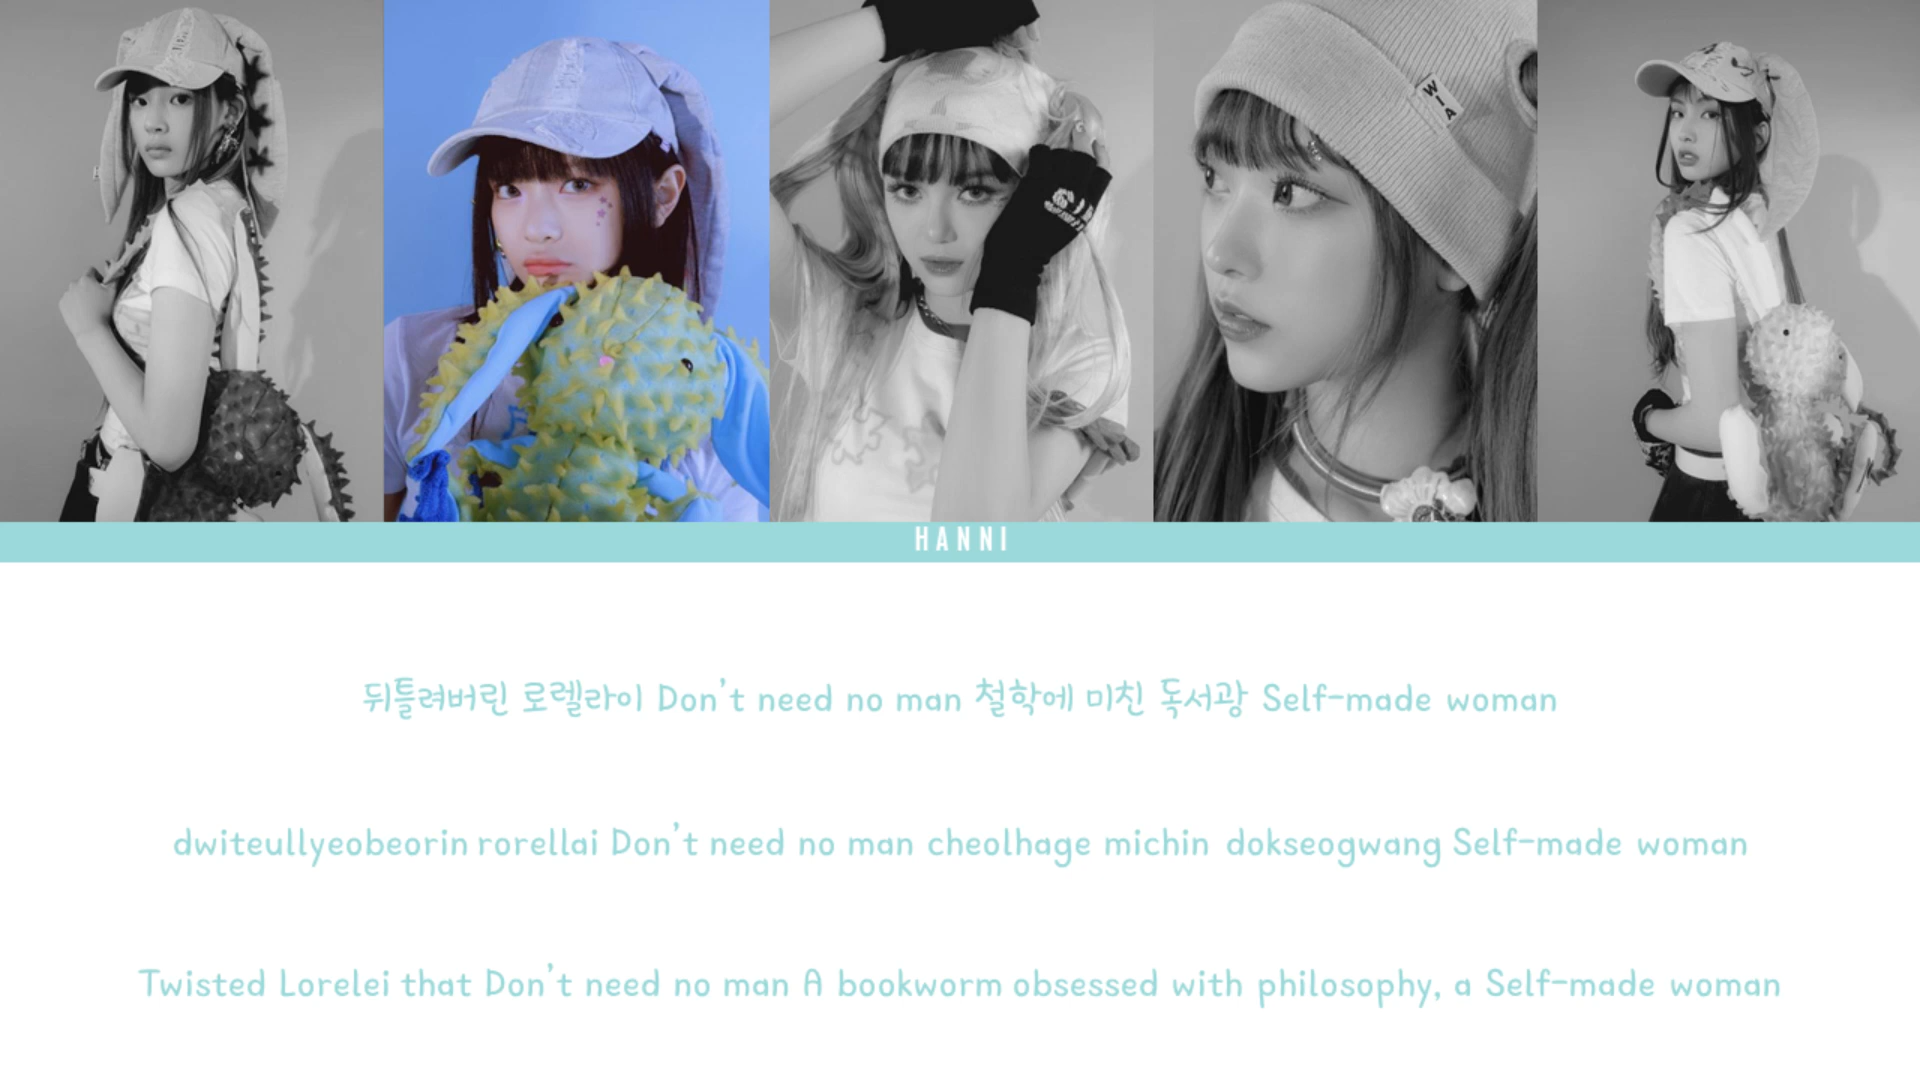 WIA
HANNI
뒤틀려버린 로렐라이 Don't need no man 철학에 미친 독서광 Self-made woman
dwiteullyeobeorin rorellai Don't need no man cheolhage michin dokseogwang Self-made woman
Twisted Lorelei that Don't need no man A bookworm obsessed with philosophy, a Self-made woman